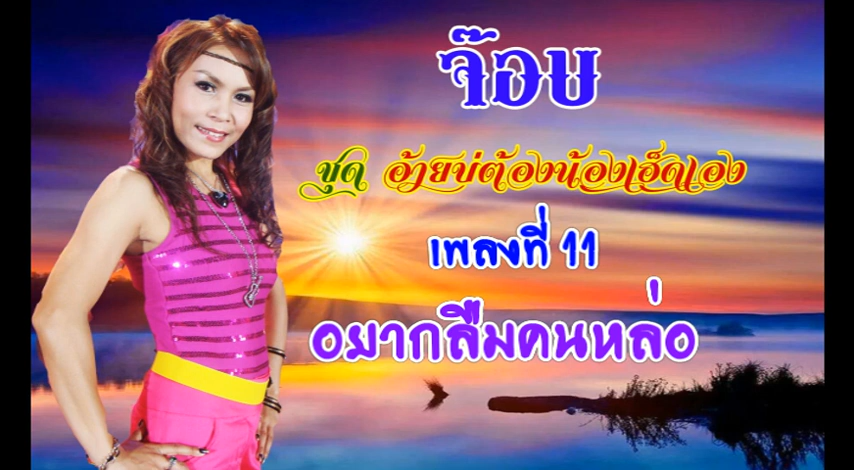 จ๊อบ
ชุด อ้ายบ่ต้องน้องเฮ็ดเอง
เพลงที่ 11
อยากลืมคนหล่อ